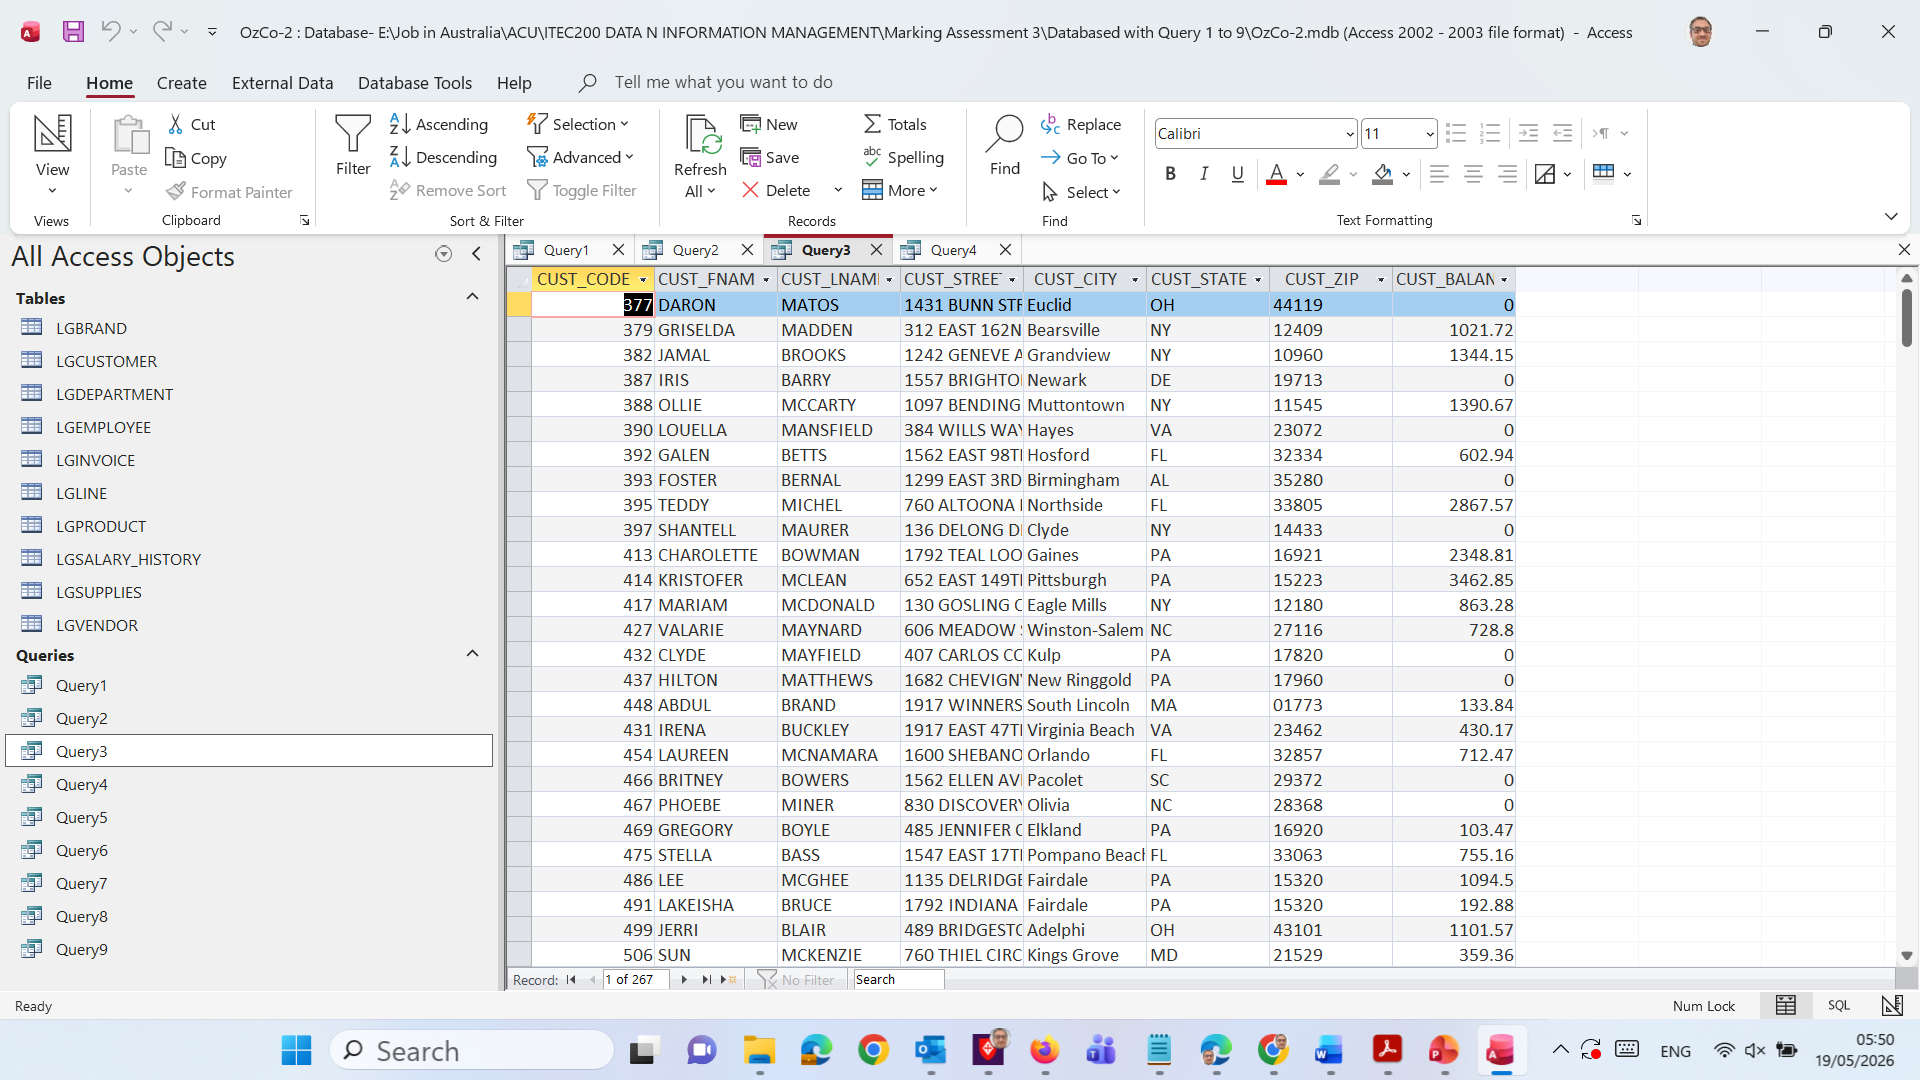 OzCo-2 : Database- E:\Job in Australia\ACU\ITEC200 DATA N INFORMATION MANAGEMENT\Marking Assessment 3\Databased with Query 1 to 9\OzCo-2.mdb (Access 2002 - 2003 file format) - Access
File Home Create External Data Database Tools Help Tell me what you want to do
View
Views
Paste
Cut
Copy
Format Painter
Clipboard
Filter
Ascending
Descending
Remove Sort
Selection
Advanced
Toggle Filter
Sort & Filter
Refresh
All
New
Save
Delete
Totals
Spelling
More
Records
Find
Replace
Go To
Select
Find
Calibri 11
B I U
Text Formatting
All Access Objects
Tables
LGBRAND
LGCUSTOMER
LGDEPARTMENT
LGEMPLOYEE
LGINVOICE
LGLINE
LGPRODUCT
LGSALARY_HISTORY
LGSUPPLIES
LGVENDOR
Queries
Query1
Query2
Query3
Query4
Query5
Query6
Query7
Query8
Query9
Query1 Query2 Query3 Query4
CUST_CODE CUST_FNAM CUST_LNAM CUST_STREET CUST_CITY CUST_STATE CUST_ZIP CUST_BALAN
377 DARON MATOS 1431 BUNN STR Euclid OH 44119 0
379 GRISELDA MADDEN 312 EAST 162N Bearsville NY 12409 1021.72
382 JAMAL BROOKS 1242 GENEVE A Grandview NY 10960 1344.15
387 IRIS BARRY 1557 BRIGHTO Newark DE 19713 0
388 OLLIE MCCARTY 1097 BENDING Muttontown NY 11545 1390.67
390 LOUELLA MANSFIELD 384 WILLS WAY Hayes VA 23072 0
392 GALEN BETTS 1562 EAST 98TH Hosford FL 32334 602.94
393 FOSTER BERNAL 1299 EAST 3RD Birmingham AL 35280 0
395 TEDDY MICHEL 760 ALTOONA Northside FL 33805 2867.57
397 SHANTELL MAURER 136 DELONG D Clyde NY 14433 0
413 CHAROLETTE BOWMAN 1792 TEAL LOO Gaines PA 16921 2348.81
414 KRISTOFER MCLEAN 652 EAST 149TH Pittsburgh PA 15223 3462.85
417 MARIAM MCDONALD 130 GOSLING C Eagle Mills NY 12180 863.28
427 VALARIE MAYNARD 606 MEADOW Winston-Salem NC 27116 728.8
432 CLYDE MAYFIELD 407 CARLOS CO Kulp PA 17820 0
437 HILTON MATTHEWS 1682 CHEVIGNY New Ringgold PA 17960 0
448 ABDUL BRAND 1917 WINNERS South Lincoln MA 01773 133.84
431 IRENA BUCKLEY 1917 EAST 47TH Virginia Beach VA 23462 430.17
454 LAUREEN MCNAMARA 1600 SHEBANO Orlando FL 32857 712.47
466 BRITNEY BOWERS 1562 ELLEN AV Pacolet SC 29372 0
467 PHOEBE MINER 830 DISCOVERY Olivia NC 28368 0
469 GREGORY BOYLE 485 JENNIFER C Elkland PA 16920 103.47
475 STELLA BASS 1547 EAST 17TH Pompano Beach FL 33063 755.16
486 LEE MCGHEE 1135 DELRIDGE Fairdale PA 15320 1094.5
491 LAKEISHA BRUCE 1792 INDIANA Fairdale PA 15320 192.88
499 JERRI BLAIR 489 BRIDGESTO Adelphi OH 43101 1101.57
506 SUN MCKENZIE 760 THIEL CIRC Kings Grove MD 21529 359.36
Record: 1 of 267 No Filter Search
Ready Num Lock SQL
Search
ENG
05:50
19/05/2026